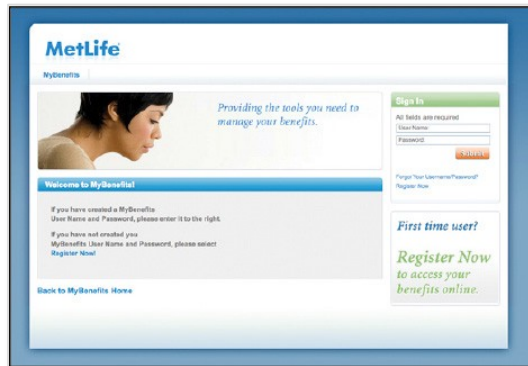 MetLife
MyBenefits
Providing the tools you need to
manage your benefits.
Sign In
All fields are required
User Name
Password
SUBMIT
Forgot Your Username/Password?
Register Now
Welcome to MyBenefits!
If you have created a MyBenefits
User Name and Password, please enter it to the right.
If you have not created you
MyBenefits User Name and Password, please select
Register Now!
First time user?
Register Now
to access your
benefits online.
Back to MyBenefits Home